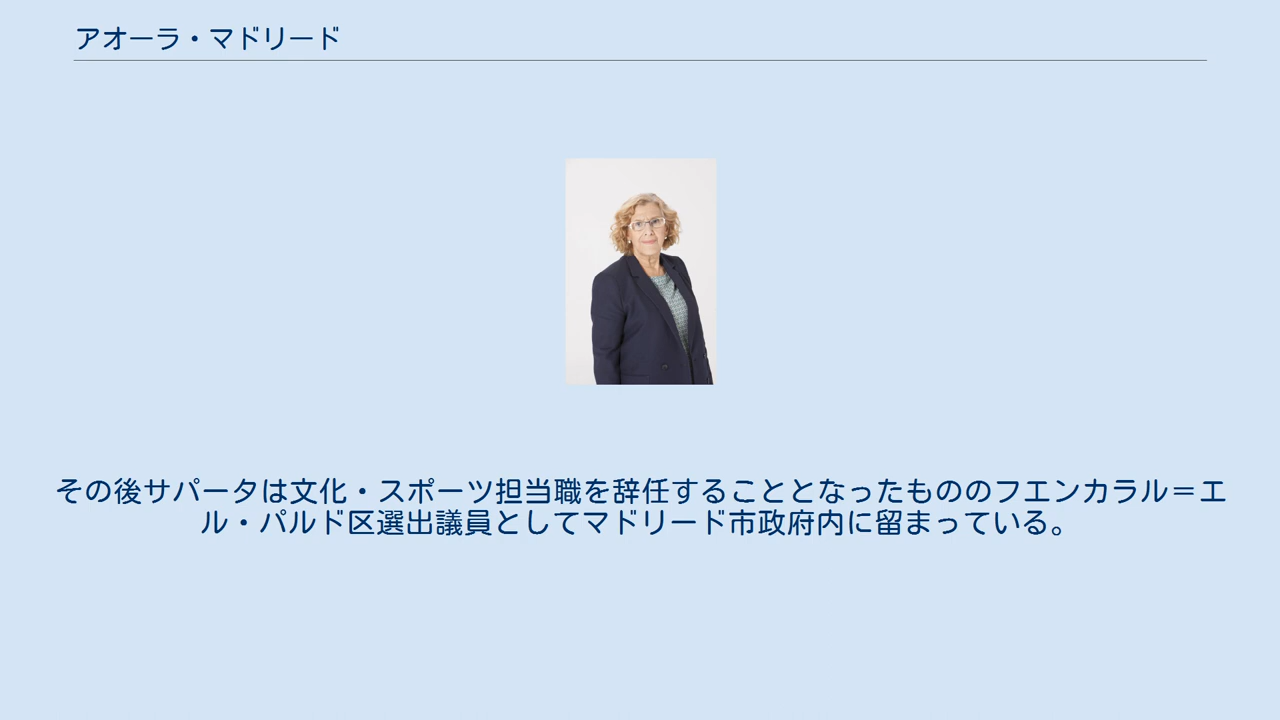 アオーラ・マドリード
その後サパータは文化・スポーツ担当職を辞任することとなったもののフエンカラル＝エ
ル・パルド区選出議員としてマドリード市政府内に留まっている。